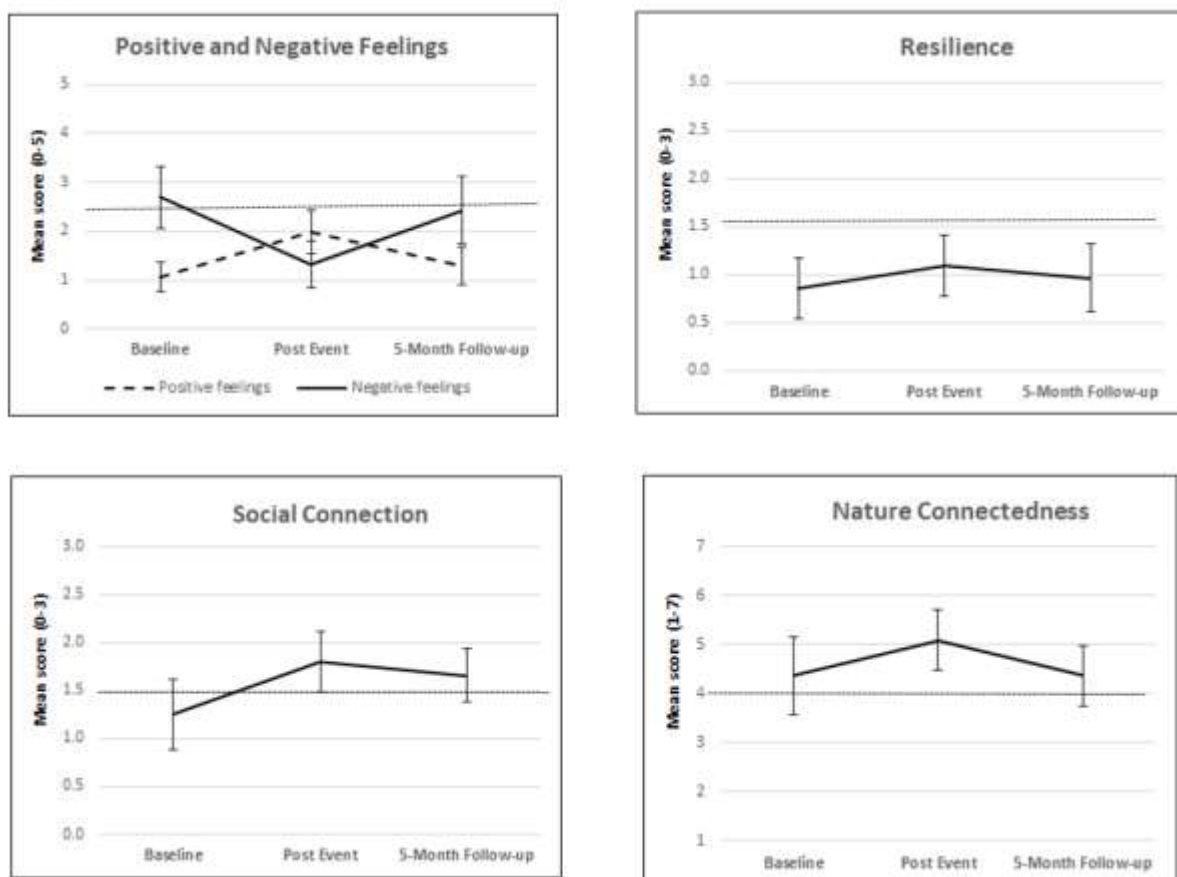 Positive and Negative Feelings
Mean score (0-5)
5
4
3
2
1
0
Baseline
Post Event
5-Month Follow-up
Positive feelings
Negative feelings
Resilience
Mean score (0-3)
3.0
2.5
2.0
1.5
1.0
0.5
0.0
Baseline
Post Event
5-Month Follow-up
Social Connection
Mean score (0-3)
3.0
2.5
2.0
1.5
1.0
0.5
0.0
Baseline
Post Event
5-Month Follow-up
Nature Connectedness
Mean score (1-7)
7
6
5
4
3
2
1
Baseline
Post Event
5-Month Follow-up